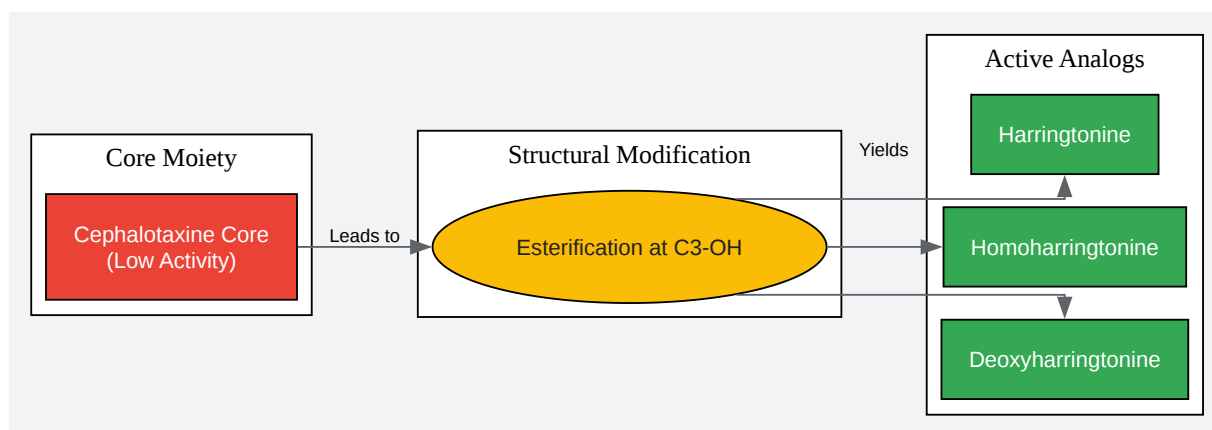 Core Moiety
Cephalotaxine Core
(Low Activity)
Leads to
Structural Modification
Esterification at C3-OH
Yields
Active Analogs
Harringtonine
Homoharringtonine
Deoxyharringtonine